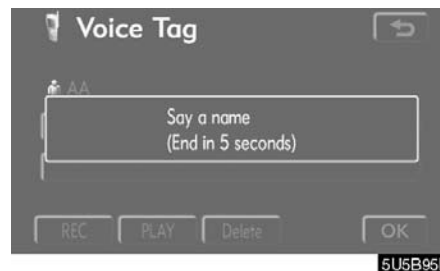 Voice Tag
AA
Say a name
(End in 5 seconds)
REC PLAY Delete OK
5U5B95